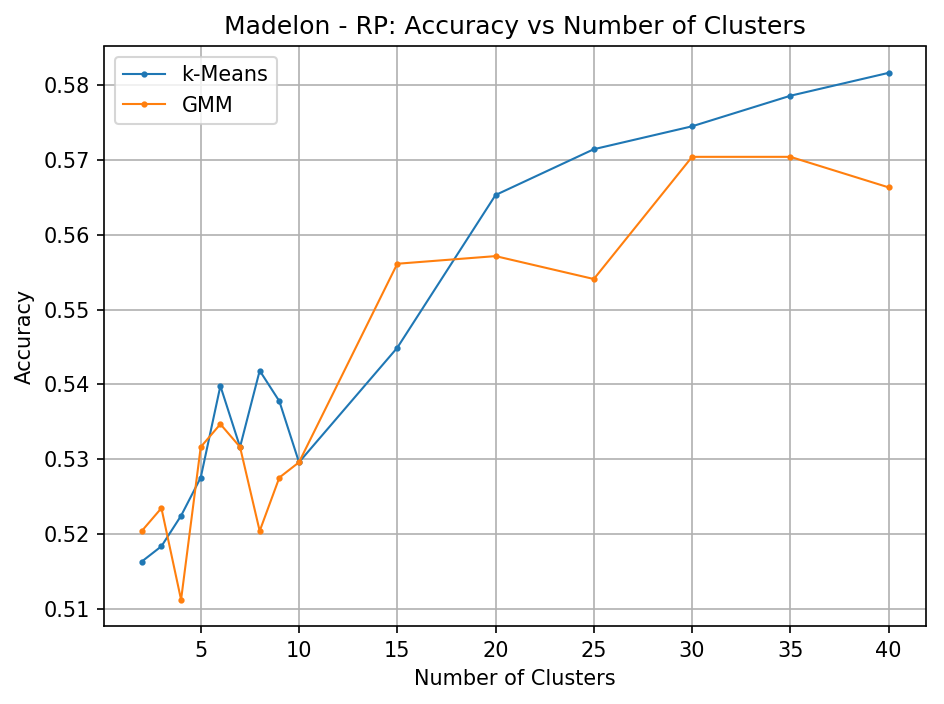 Madelon - RP: Accuracy vs Number of Clusters
k-Means
GMM
Accuracy
0.58
0.57
0.56
0.55
0.54
0.53
0.52
0.51
5 10 15 20 25 30 35 40
Number of Clusters